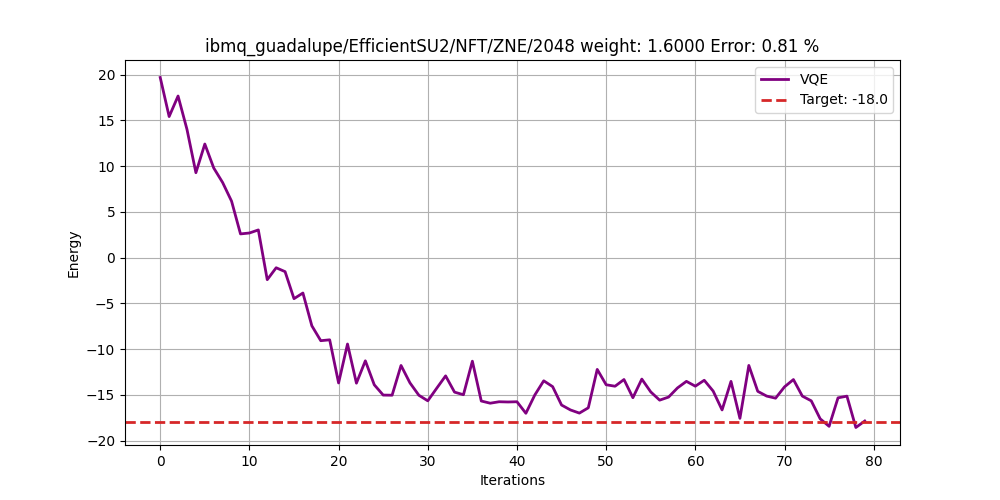 ibmq_guadalupe/EfficientSU2/NFT/ZNE/2048 weight: 1.6000 Error: 0.81 %
VQE
Target: -18.0
Energy
20
15
10
5
0
−5
−10
−15
−20
0 10 20 30 40 50 60 70 80
Iterations